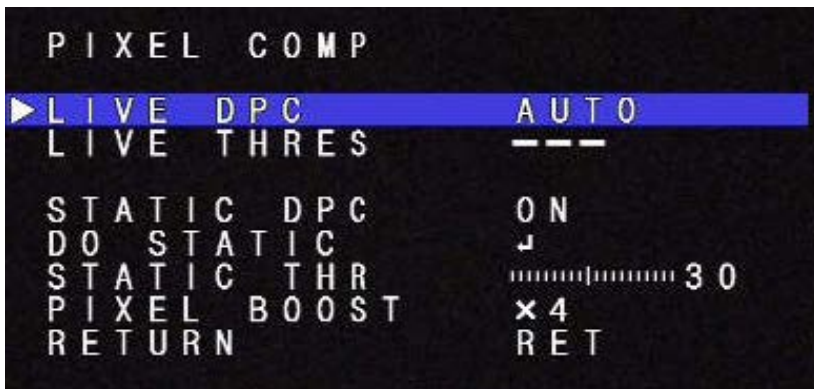 PIXEL COMP
LIVE DPC AUTO
LIVE THRES ---
STATIC DPC ON
DO STATIC ↲
STATIC THR 30
PIXEL BOOST ×4
RETURN RET